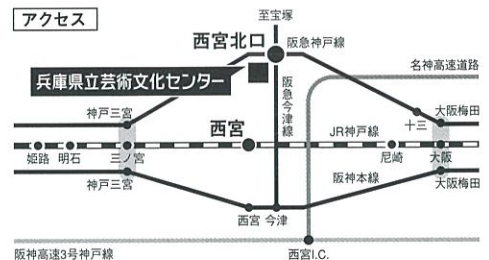 アクセス
至宝塚
西宮北口
阪急神戸線
兵庫県立芸術文化センター
阪急今津線
名神高速道路
神戸三宮
十三
大阪梅田
西宮
JR神戸線
姫路
明石
三ノ宮
尼崎
大阪
神戸三宮
阪神本線
大阪梅田
西宮
今津
阪神高速3号神戸線
西宮I.C.